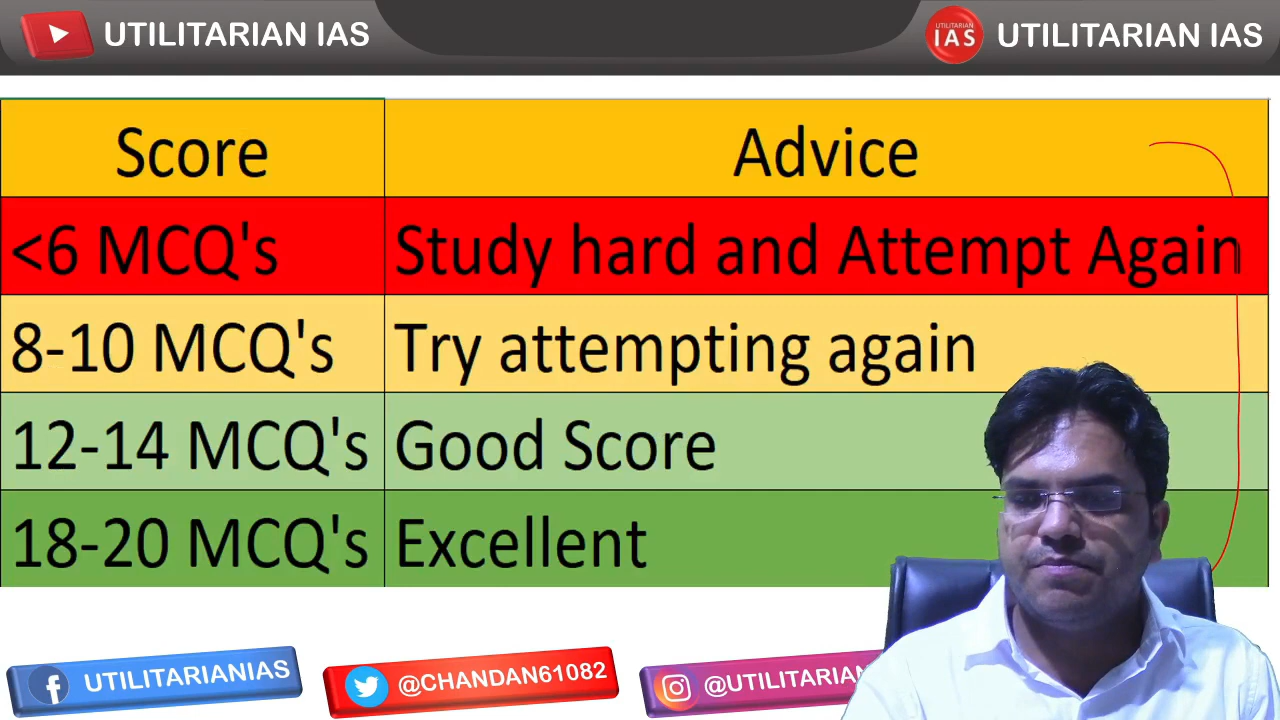 UTILITARIAN IAS
UTILITARIAN IAS UTILITARIAN IAS
Score Advice
<6 MCQ's Study hard and Attempt Again
8-10 MCQ's Try attempting again
12-14 MCQ's Good Score
18-20 MCQ's Excellent
UTILITARIANIAS @CHANDAN61082 @UTILITARIAN